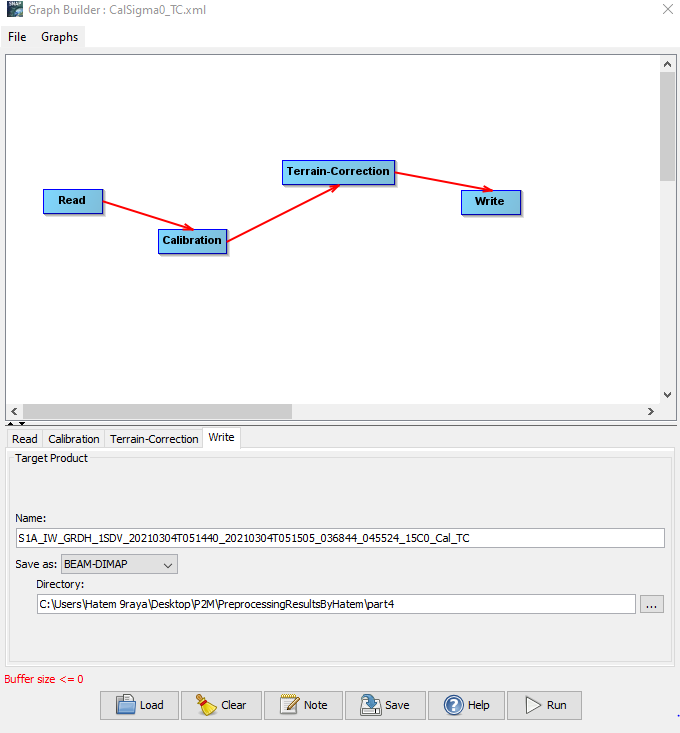 SNAP
Graph Builder : CalSigma0_TC.xml
File Graphs
Terrain-Correction
Read
Write
Calibration
Read Calibration Terrain-Correction Write
Target Product
Name:
S1A_IW_GRDH_1SDV_20210304T051440_20210304T051505_036844_045524_15C0_Cal_TC
Save as: BEAM-DIMAP
Directory:
C:\Users\Hatem 9raya\Desktop\P2M\PreprocessingResultsByHatem\part4
...
Buffer size <= 0
Load Clear Note Save Help Run